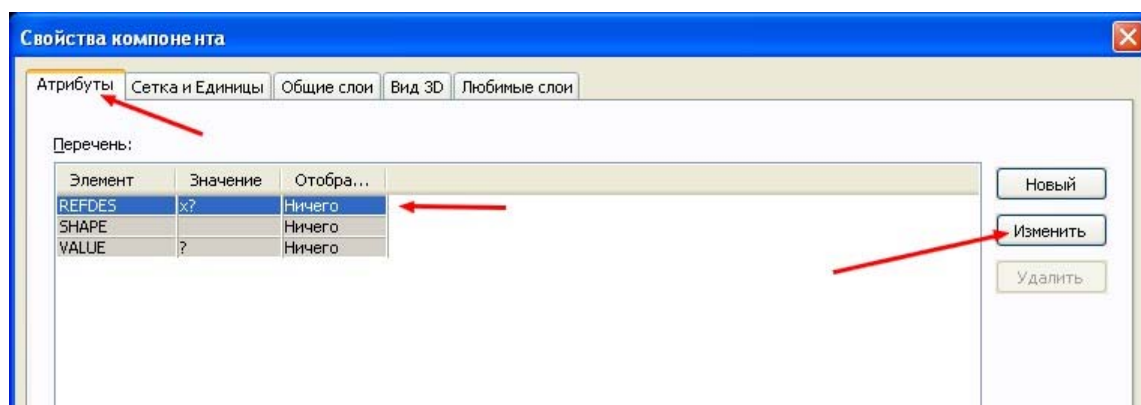 Свойства компонента
Атрибуты Сетка и Единицы Общие слои Вид 3D Любимые слои
Перечень:
Элемент Значение Отобра...
Новый
REFDES x? Ничего
SHAPE Ничего
Изменить
VALUE ? Ничего
Удалить